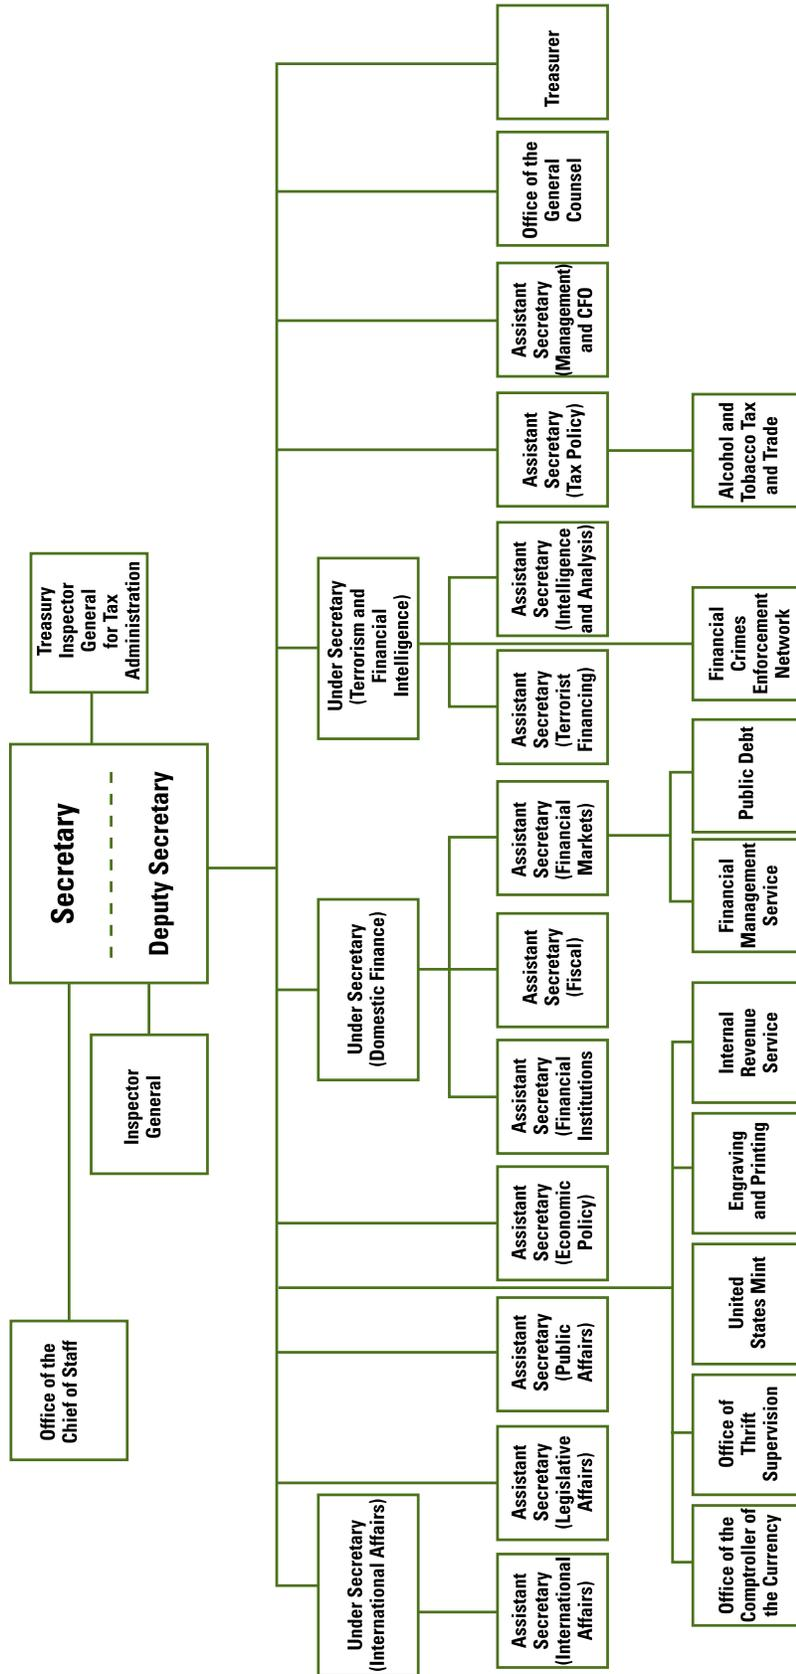 Secretary
Deputy Secretary
Office of the
Chief of Staff
Inspector
General
Treasury
Inspector
General
for Tax
Administration
Under Secretary
(International Affairs)
Under Secretary
(Domestic Finance)
Under Secretary
(Terrorism and
Financial
Intelligence)
Assistant
Secretary
(International
Affairs)
Assistant
Secretary
(Legislative
Affairs)
Assistant
Secretary
(Public
Affairs)
Assistant
Secretary
(Economic
Policy)
Assistant
Secretary
(Financial
Institutions
Assistant
Secretary
(Fiscal)
Assistant
Secretary
(Financial
Markets)
Assistant
Secretary
(Terrorist
Financing)
Assistant
Secretary
(Intelligence
and Analysis)
Assistant
Secretary
(Tax Policy)
Assistant
Secretary
(Management)
and CFO
Office of the
General
Counsel
Treasurer
Office of the
Comptroller of
the Currency
Office of
Thrift
Supervision
United
States Mint
Engraving
and Printing
Internal
Revenue
Service
Financial
Management
Service
Public Debt
Financial
Crimes
Enforcement
Network
Alcohol and
Tobacco Tax
and Trade